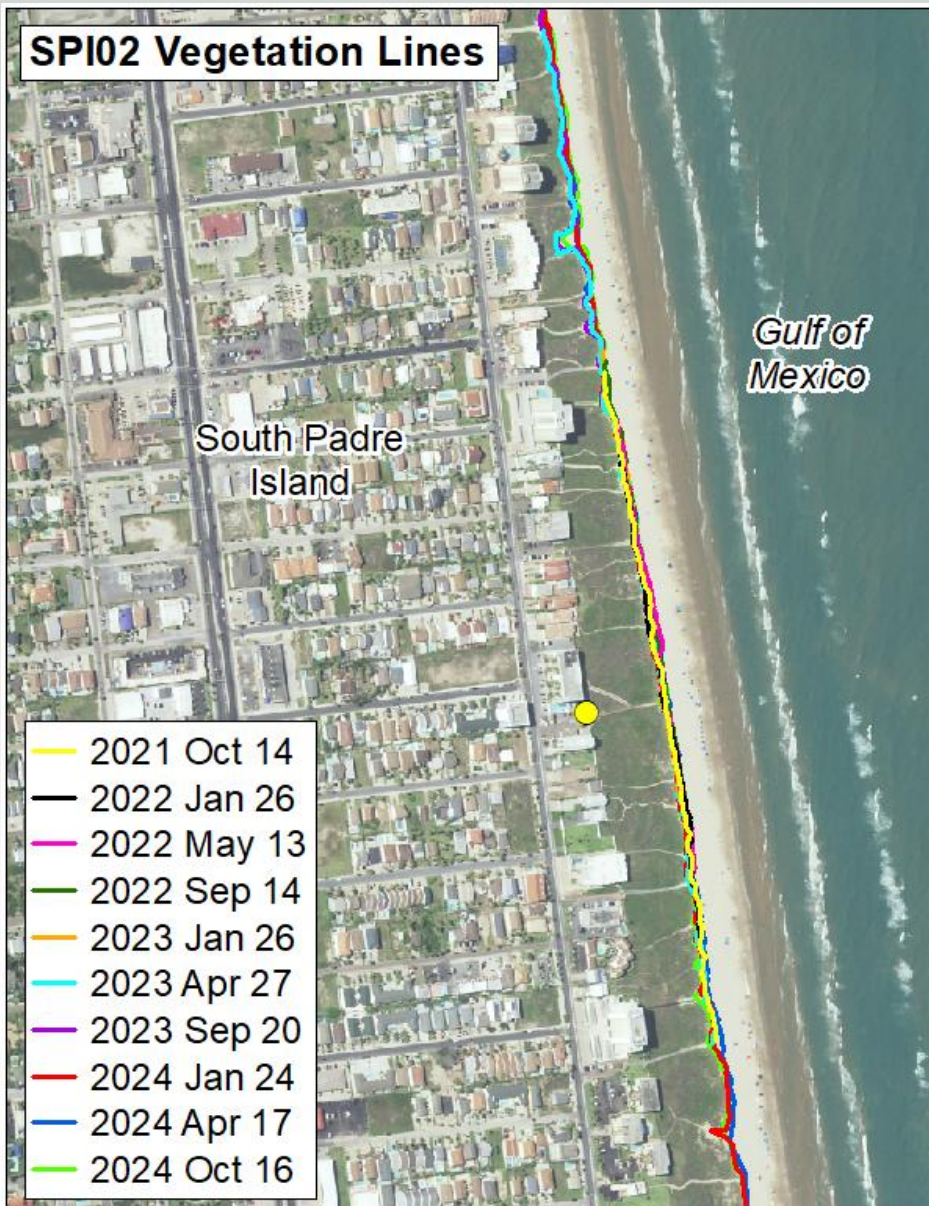 SPI02 Vegetation Lines
Gulf of
Mexico
South Padre
Island
2021 Oct 14
2022 Jan 26
2022 May 13
2022 Sep 14
2023 Jan 26
2023 Apr 27
2023 Sep 20
2024 Jan 24
2024 Apr 17
2024 Oct 16